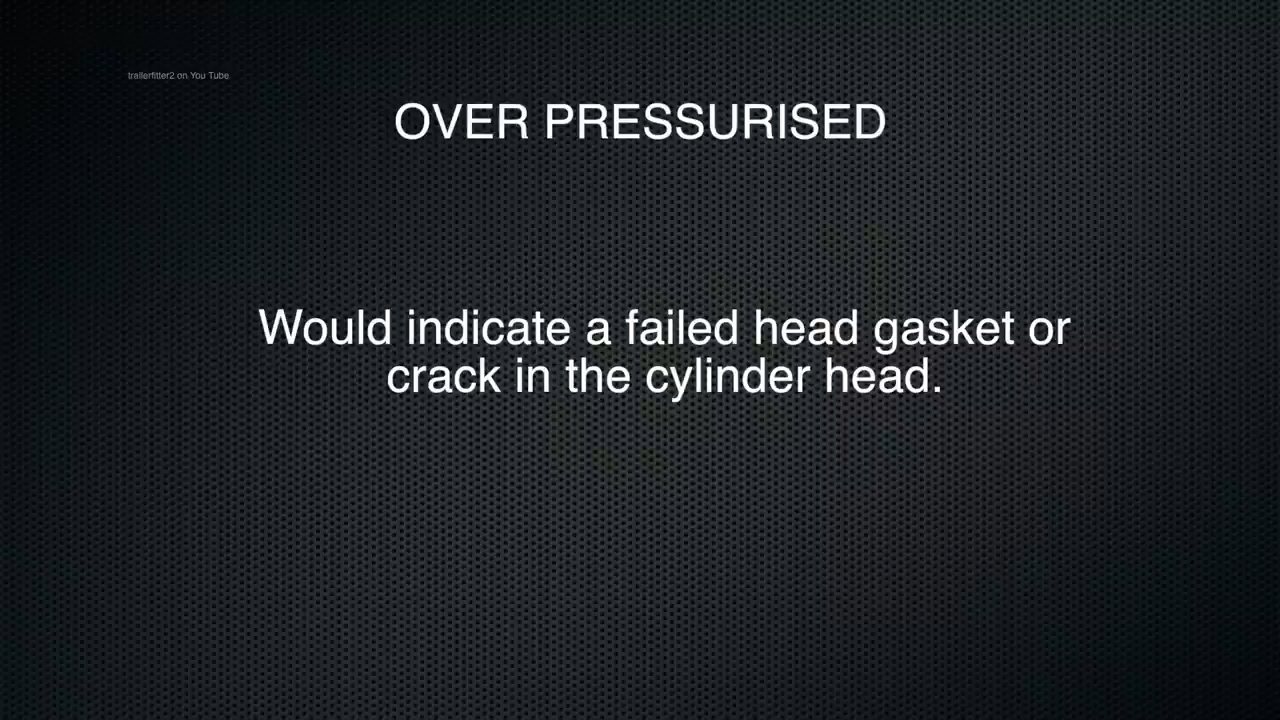 trailerfitter2 on You Tube
OVER PRESSURISED
Would indicate a failed head gasket or
crack in the cylinder head.